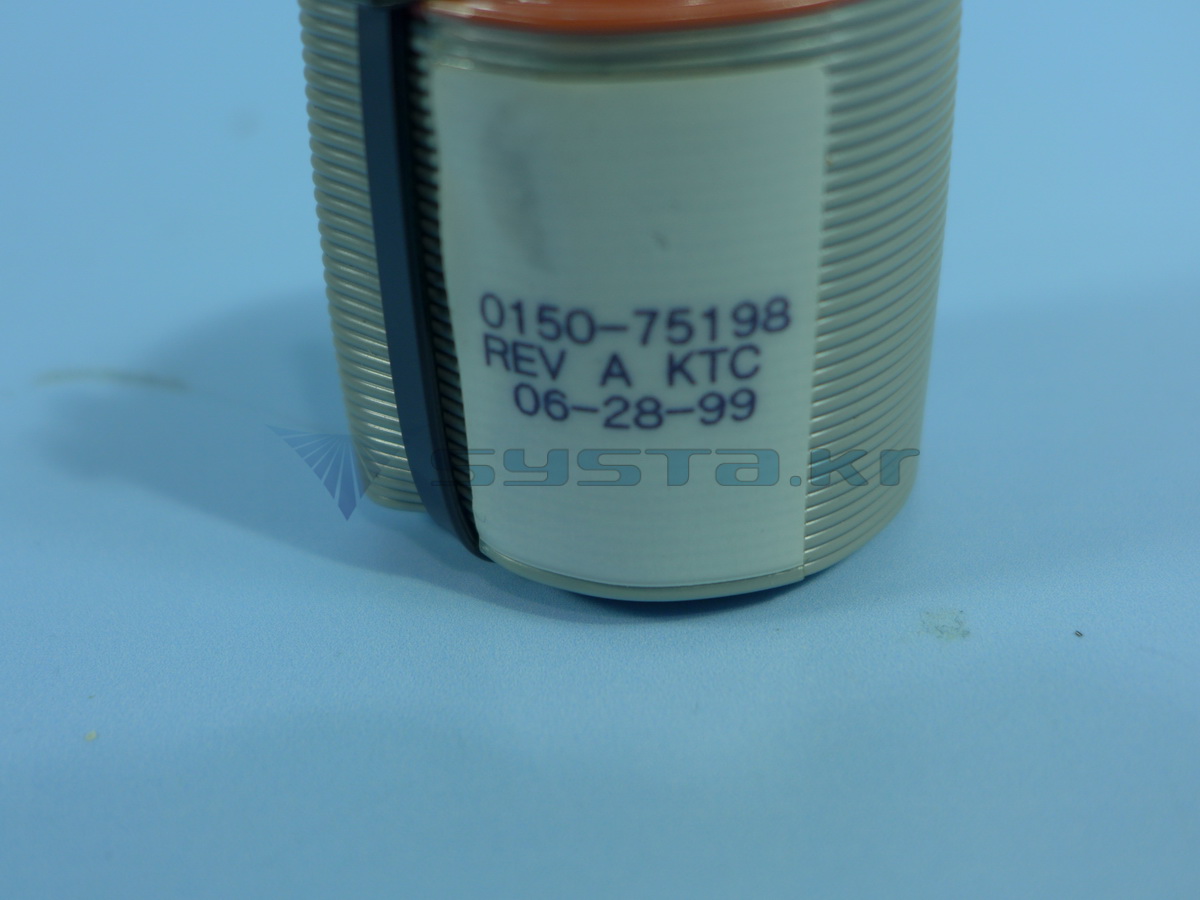 0150-75198
REV A KTC
06-28-99
systa.kr